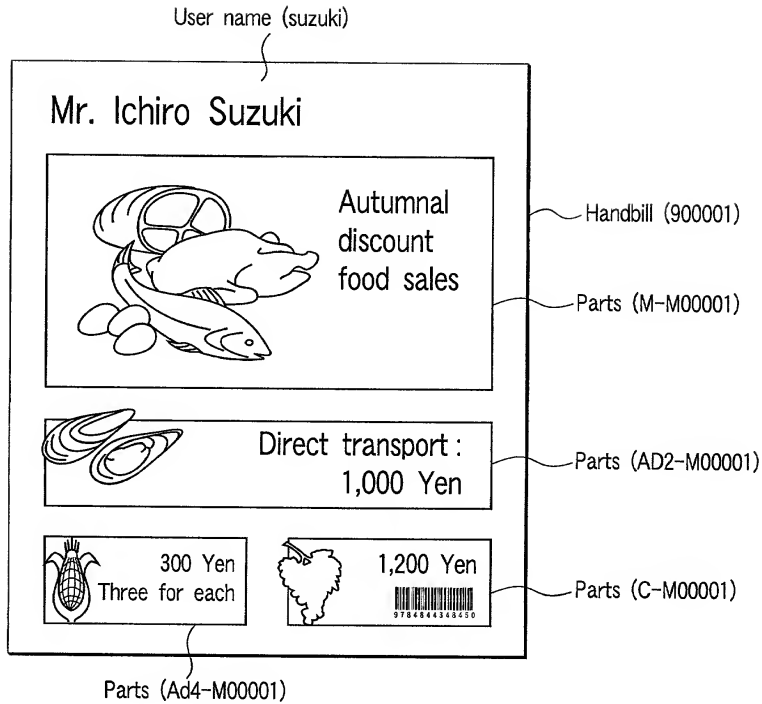 User name (suzuki)
Mr. Ichiro Suzuki
Autumnal
discount
food sales
Handbill (900001)
Parts (M-M00001)
Direct transport:
1,000 Yen
Parts (AD2-M00001)
300 Yen
Three for each
1,200 Yen
9784844348450
Parts (C-M00001)
Parts (Ad4-M00001)